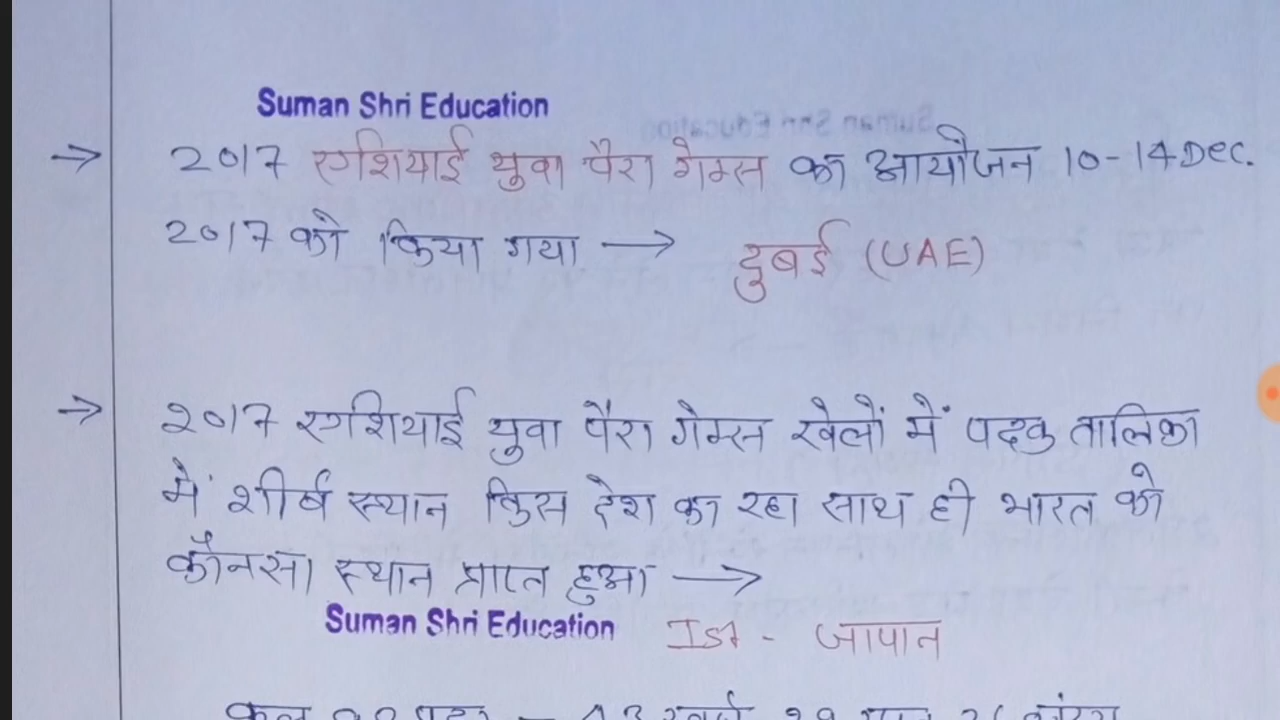 Suman Shri Education
→ 2017 एशियाई युवा पैरा गेम्स का आयोजन 10-14 Dec.
2017 को किया गया → दुबई (UAE)
→ 2017 एशियाई युवा पैरा गेम्स खेलों में पदक तालिका
में शीर्ष स्थान किस देश का रहा साथ ही भारत को
कौनसा स्थान प्राप्त हुआ →
Suman Shri Education
Ist - जापान
कुल